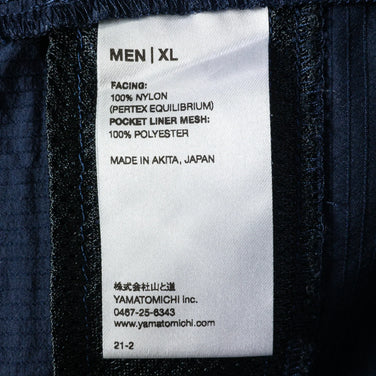 MEN | XL
FACING:
100% NYLON
(PERTEX EQUILIBRIUM)
POCKET LINER MESH:
100% POLYESTER
MADE IN AKITA, JAPAN
株式会社山と道
YAMATOMICHI inc.
0467-25-6343
www.yamatomichi.com
21-2